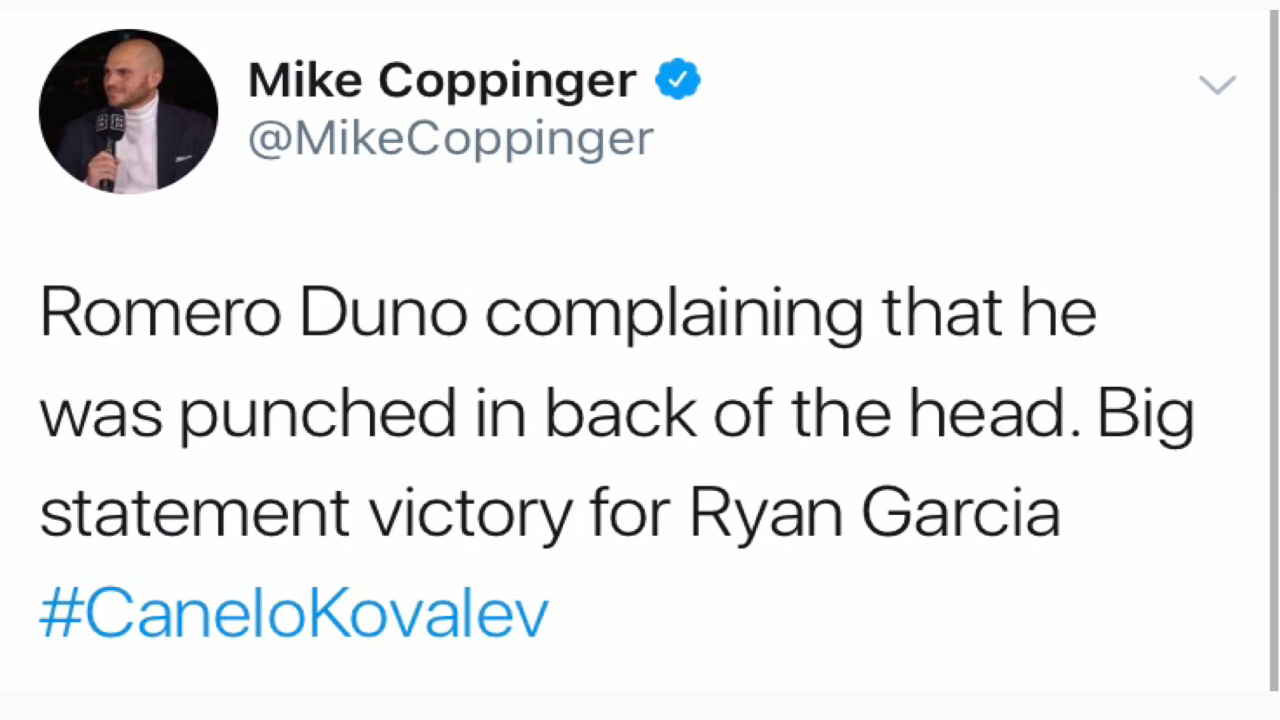 Mike Coppinger
@MikeCoppinger
Romero Duno complaining that he
was punched in back of the head. Big
statement victory for Ryan Garcia
#CaneloKovalev